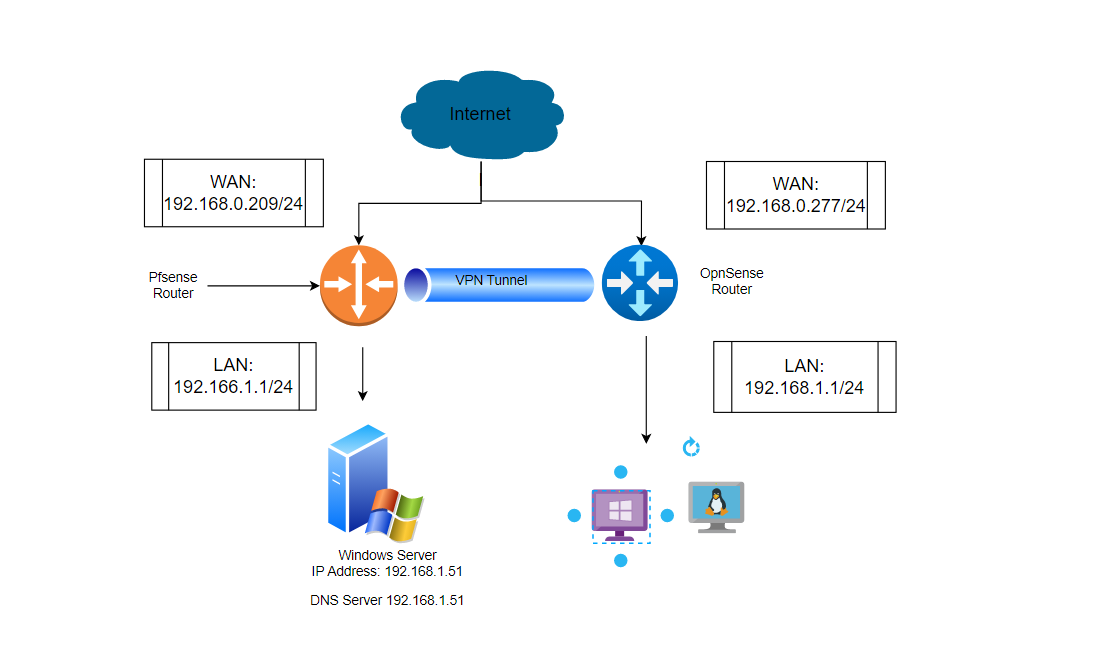 Internet
WAN:
192.168.0.209/24
WAN:
192.168.0.277/24
Pfsense
Router
VPN Tunnel
OpnSense
Router
LAN:
192.166.1.1/24
LAN:
192.168.1.1/24
Windows Server
IP Address: 192.168.1.51
DNS Server 192.168.1.51